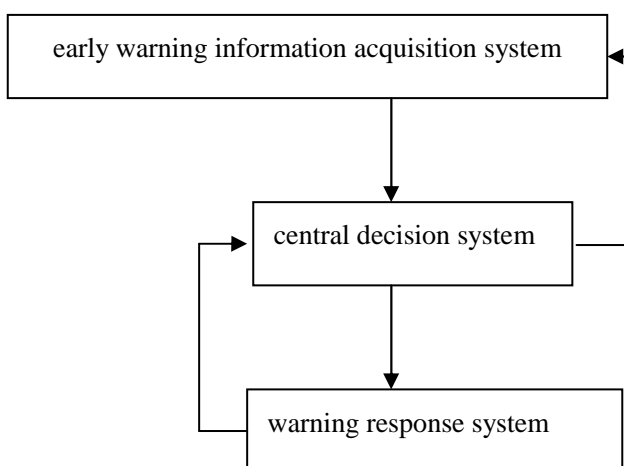 early warning information acquisition system
central decision system
warning response system